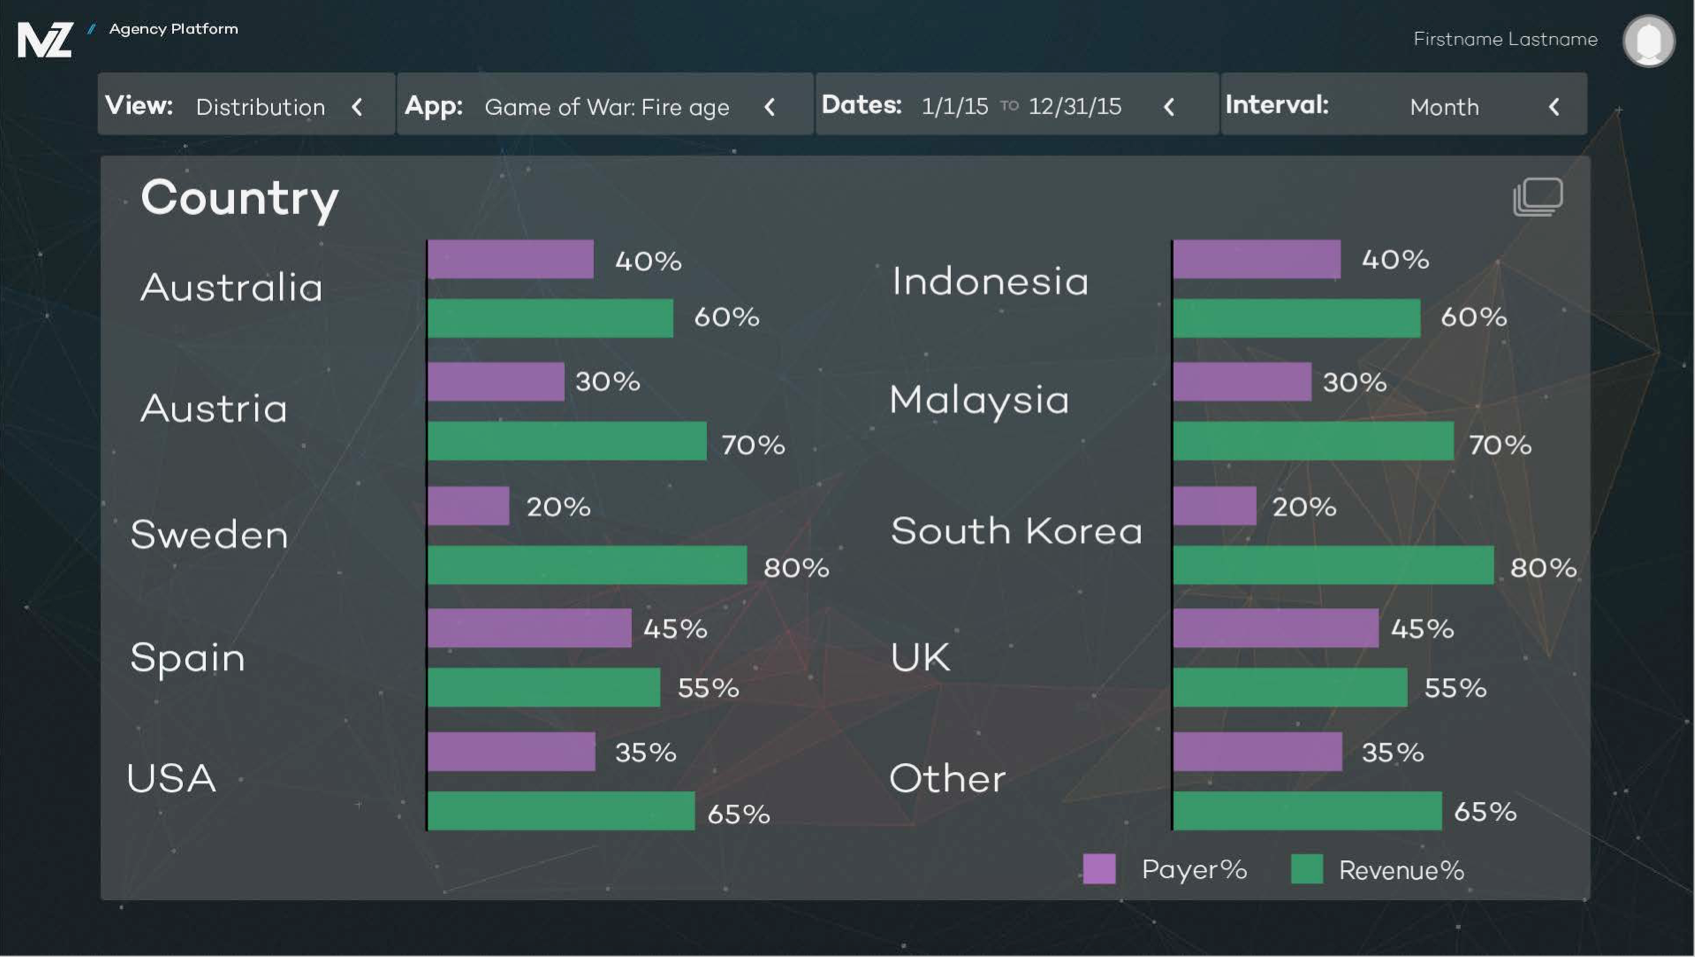 MZ // Agency Platform
Firstname Lastname
View: Distribution
App: Game of War: Fire age
Dates: 1/1/15 TO 12/31/15
Interval: Month
Country
Australia
40%
60%
Austria
30%
70%
Sweden
20%
80%
Spain
45%
55%
USA
35%
65%
Indonesia
40%
60%
Malaysia
30%
70%
South Korea
20%
80%
UK
45%
55%
Other
35%
65%
Payer% Revenue%